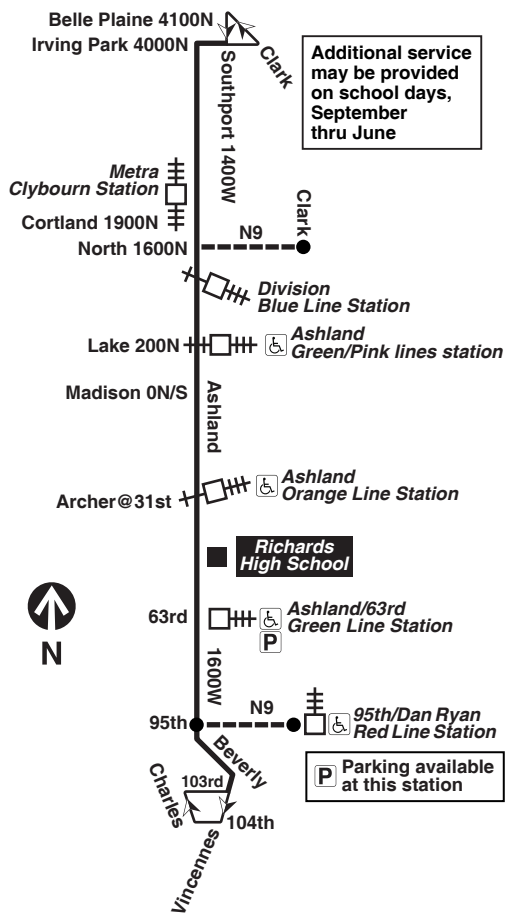 Belle Plaine 4100N
Irving Park 4000N
Clark
Southport 1400W
Additional service
may be provided
on school days,
September
thru June
Metra
Clybourn Station
Cortland 1900N
North 1600N
N9
Clark
Division
Blue Line Station
Lake 200N
Ashland
Green/Pink lines station
Madison 0N/S
Ashland
Archer@31st
Ashland
Orange Line Station
Richards
High School
N
63rd
P
Ashland/63rd
Green Line Station
1600W
95th
N9
95th/Dan Ryan
Red Line Station
Beverly
P Parking available
at this station
Charles
103rd
104th
Vincennes